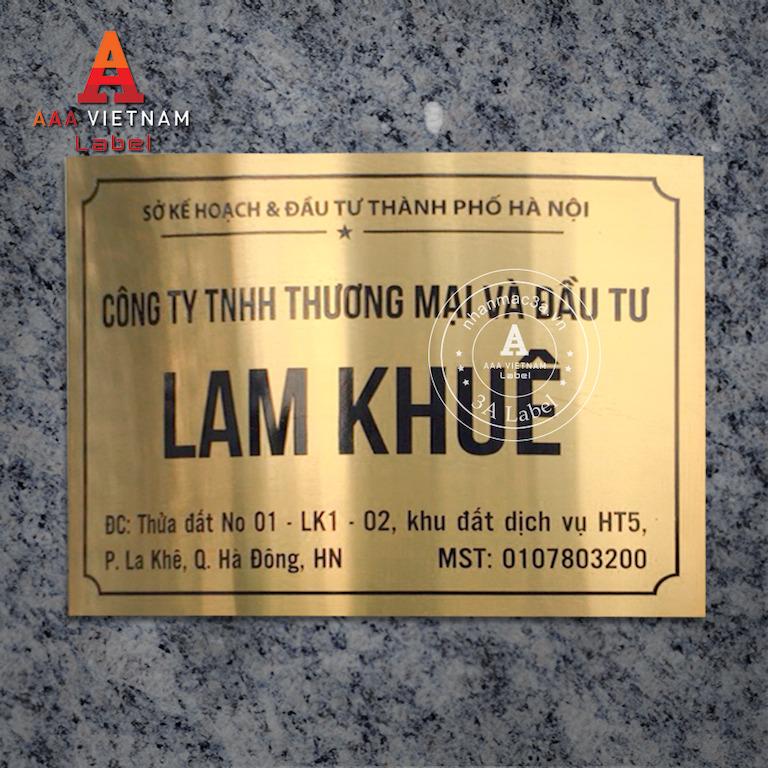 A
AAA VIETNAM
Label
SỞ KẾ HOẠCH & ĐẦU TƯ THÀNH PHỐ HÀ NỘI
CÔNG TY TNHH THƯƠNG MẠI VÀ ĐẦU TƯ
LAM KHUÊ
nhanmac3a.vn
A
AAA VIETNAM
Label
3A Label
ĐC: Thửa đất No 01 - LK1 - 02, khu đất dịch vụ HT5,
P. La Khê, Q. Hà Đông, HN MST: 0107803200